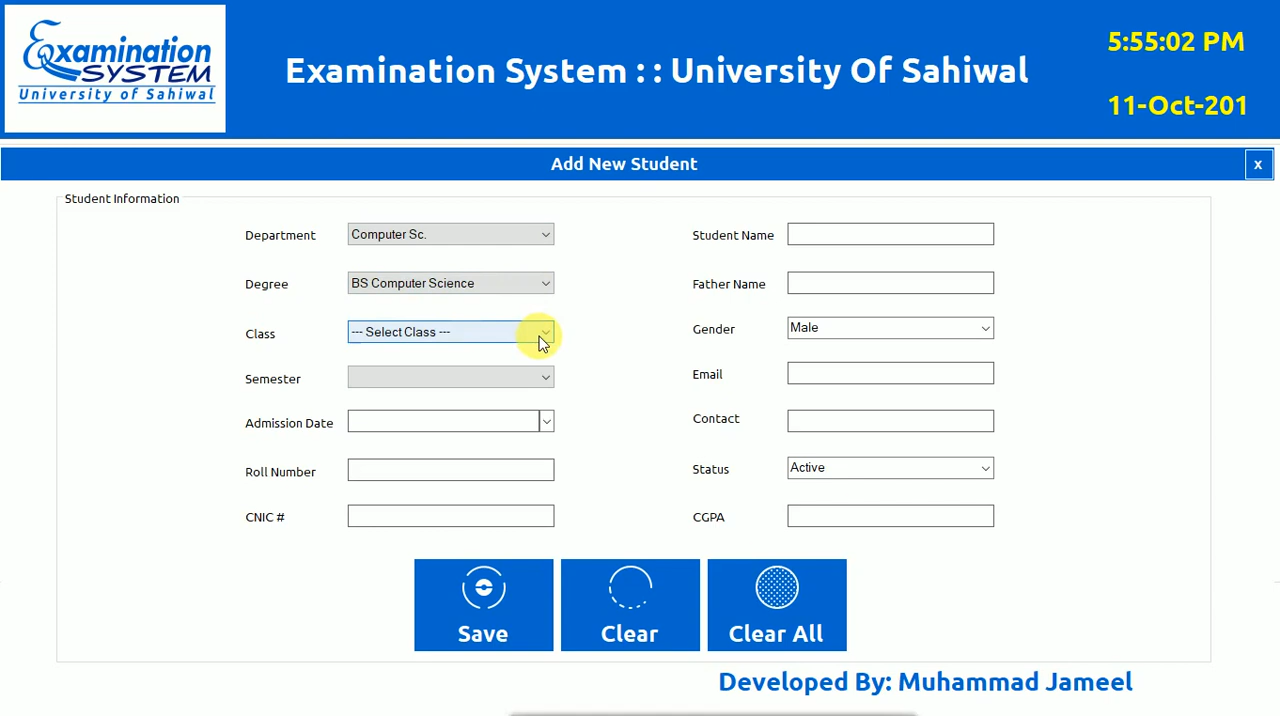 Examination
SYSTEM
University of Sahiwal
Examination System : : University Of Sahiwal
5:55:02 PM
11-Oct-201
Add New Student
x
Student Information
Department
Computer Sc.
Degree
BS Computer Science
Class
--- Select Class ---
Semester
Admission Date
Roll Number
CNIC #
Student Name
Father Name
Gender
Male
Email
Contact
Status
Active
CGPA
Save
Clear
Clear All
Developed By: Muhammad Jameel